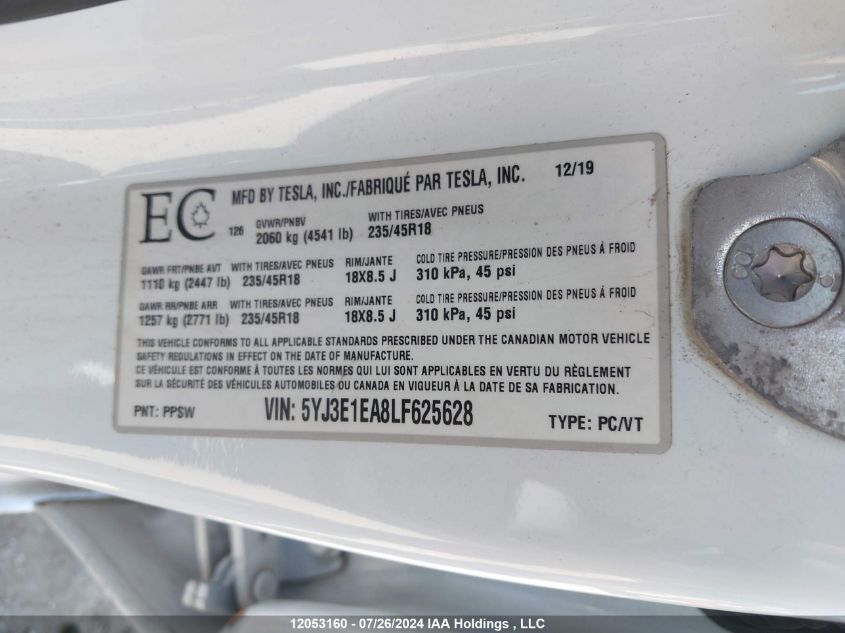 EC MFD BY TESLA, INC./FABRIQUÉ PAR TESLA, INC. 12/19
126 GVWR/PNBV WITH TIRES/AVEC PNEUS
2060 kg (4541 lb) 235/45R18
GAWR FRT/PNBE AVT WITH TIRES/AVEC PNEUS RIM/JANTE COLD TIRE PRESSURE/PRESSION DES PNEUS À FROID
1110 kg (2447 lb) 235/45R18 18X8.5 J 310 kPa, 45 psi
GAWR RR/PNBE ARR WITH TIRES/AVEC PNEUS RIM/JANTE COLD TIRE PRESSURE/PRESSION DES PNEUS À FROID
1257 kg (2771 lb) 235/45R18 18X8.5 J 310 kPa, 45 psi
THIS VEHICLE CONFORMS TO ALL APPLICABLE STANDARDS PRESCRIBED UNDER THE CANADIAN MOTOR VEHICLE
SAFETY REGULATIONS IN EFFECT ON THE DATE OF MANUFACTURE.
CE VÉHICULE EST CONFORME À TOUTES LES NORMES QUI LUI SONT APPLICABLES EN VERTU DU RÈGLEMENT
SUR LA SÉCURITÉ DES VÉHICULES AUTOMOBILES DU CANADA EN VIGUEUR À LA DATE DE SA FABRICATION.
PNT: PPSW VIN: 5YJ3E1EA8LF625628 TYPE: PC/VT
12053160 - 07/26/2024 IAA Holdings , LLC